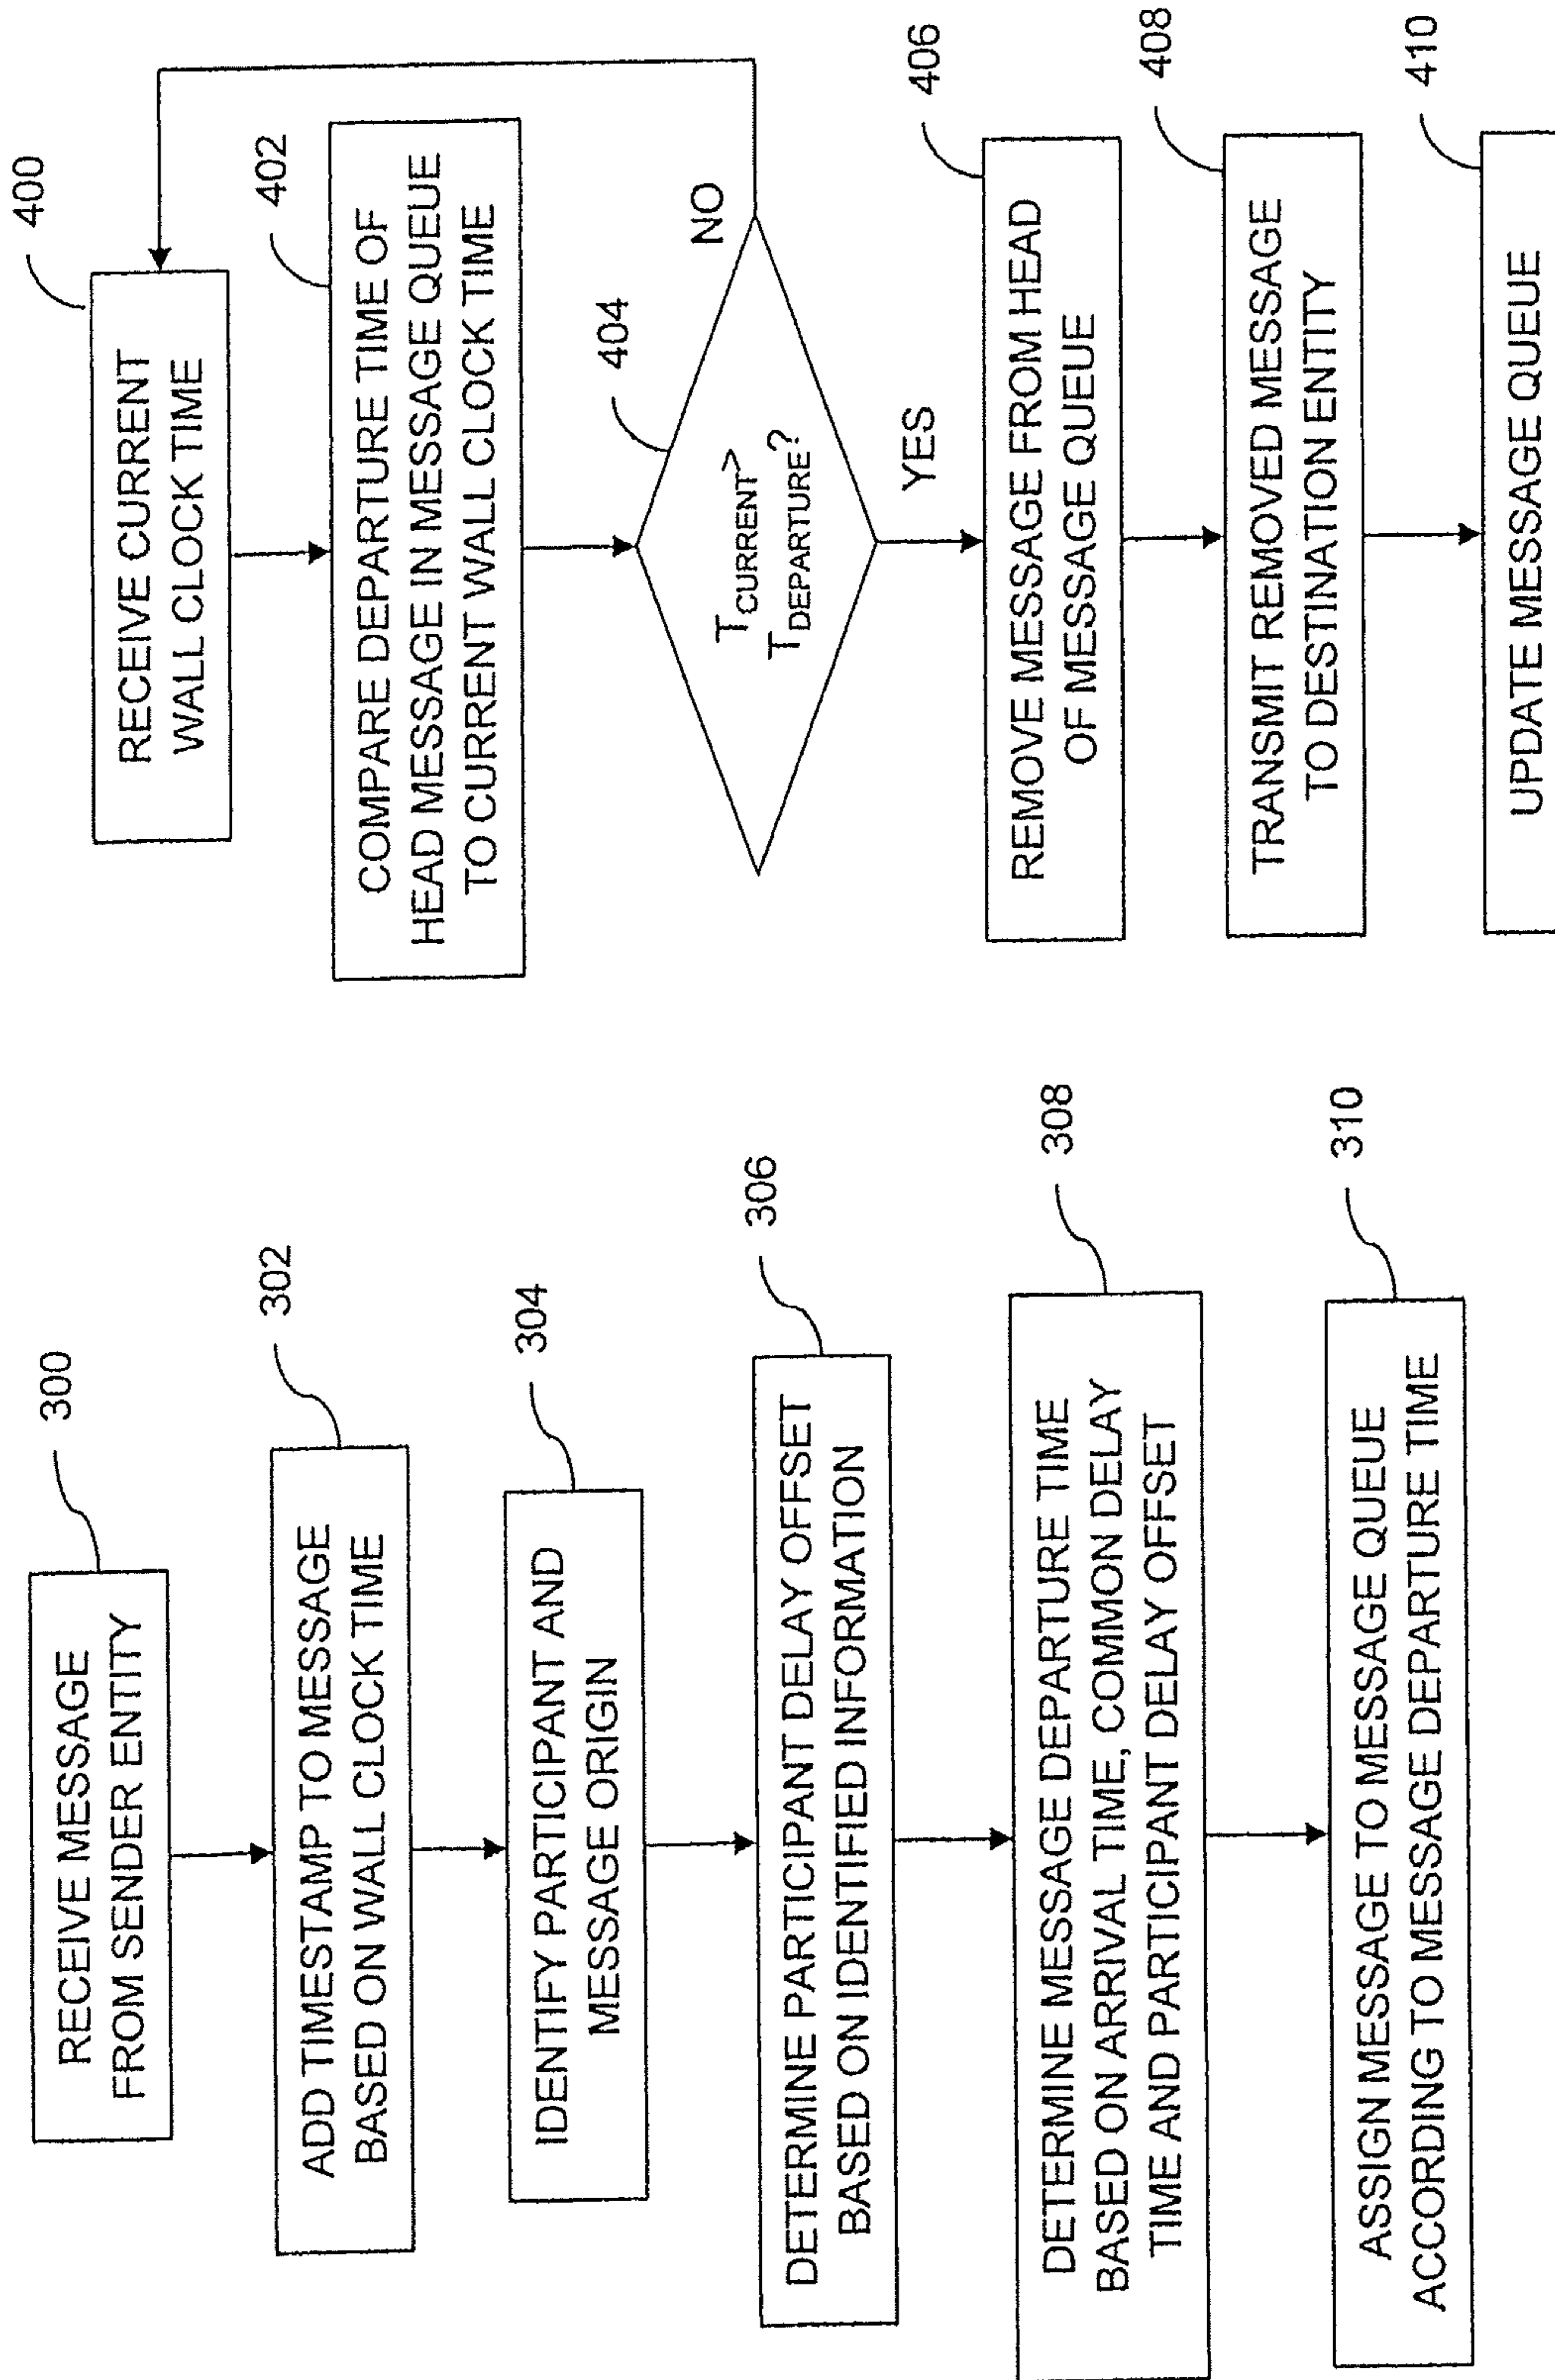 300
RECEIVE MESSAGE
FROM SENDER ENTITY
302
ADD TIMESTAMP TO MESSAGE
BASED ON WALL CLOCK TIME
304
IDENTIFY PARTICIPANT AND
MESSAGE ORIGIN
306
DETERMINE PARTICIPANT DELAY OFFSET
BASED ON IDENTIFIED INFORMATION
308
DETERMINE MESSAGE DEPARTURE TIME
BASED ON ARRIVAL TIME, COMMON DELAY
TIME AND PARTICIPANT DELAY OFFSET
310
ASSIGN MESSAGE TO MESSAGE QUEUE
ACCORDING TO MESSAGE DEPARTURE TIME
400
RECEIVE CURRENT
WALL CLOCK TIME
402
COMPARE DEPARTURE TIME OF
HEAD MESSAGE IN MESSAGE QUEUE
TO CURRENT WALL CLOCK TIME
404
TCURRENT>
TDEPARTURE?
NO
YES
406
REMOVE MESSAGE FROM HEAD
OF MESSAGE QUEUE
408
TRANSMIT REMOVED MESSAGE
TO DESTINATION ENTITY
410
UPDATE MESSAGE QUEUE